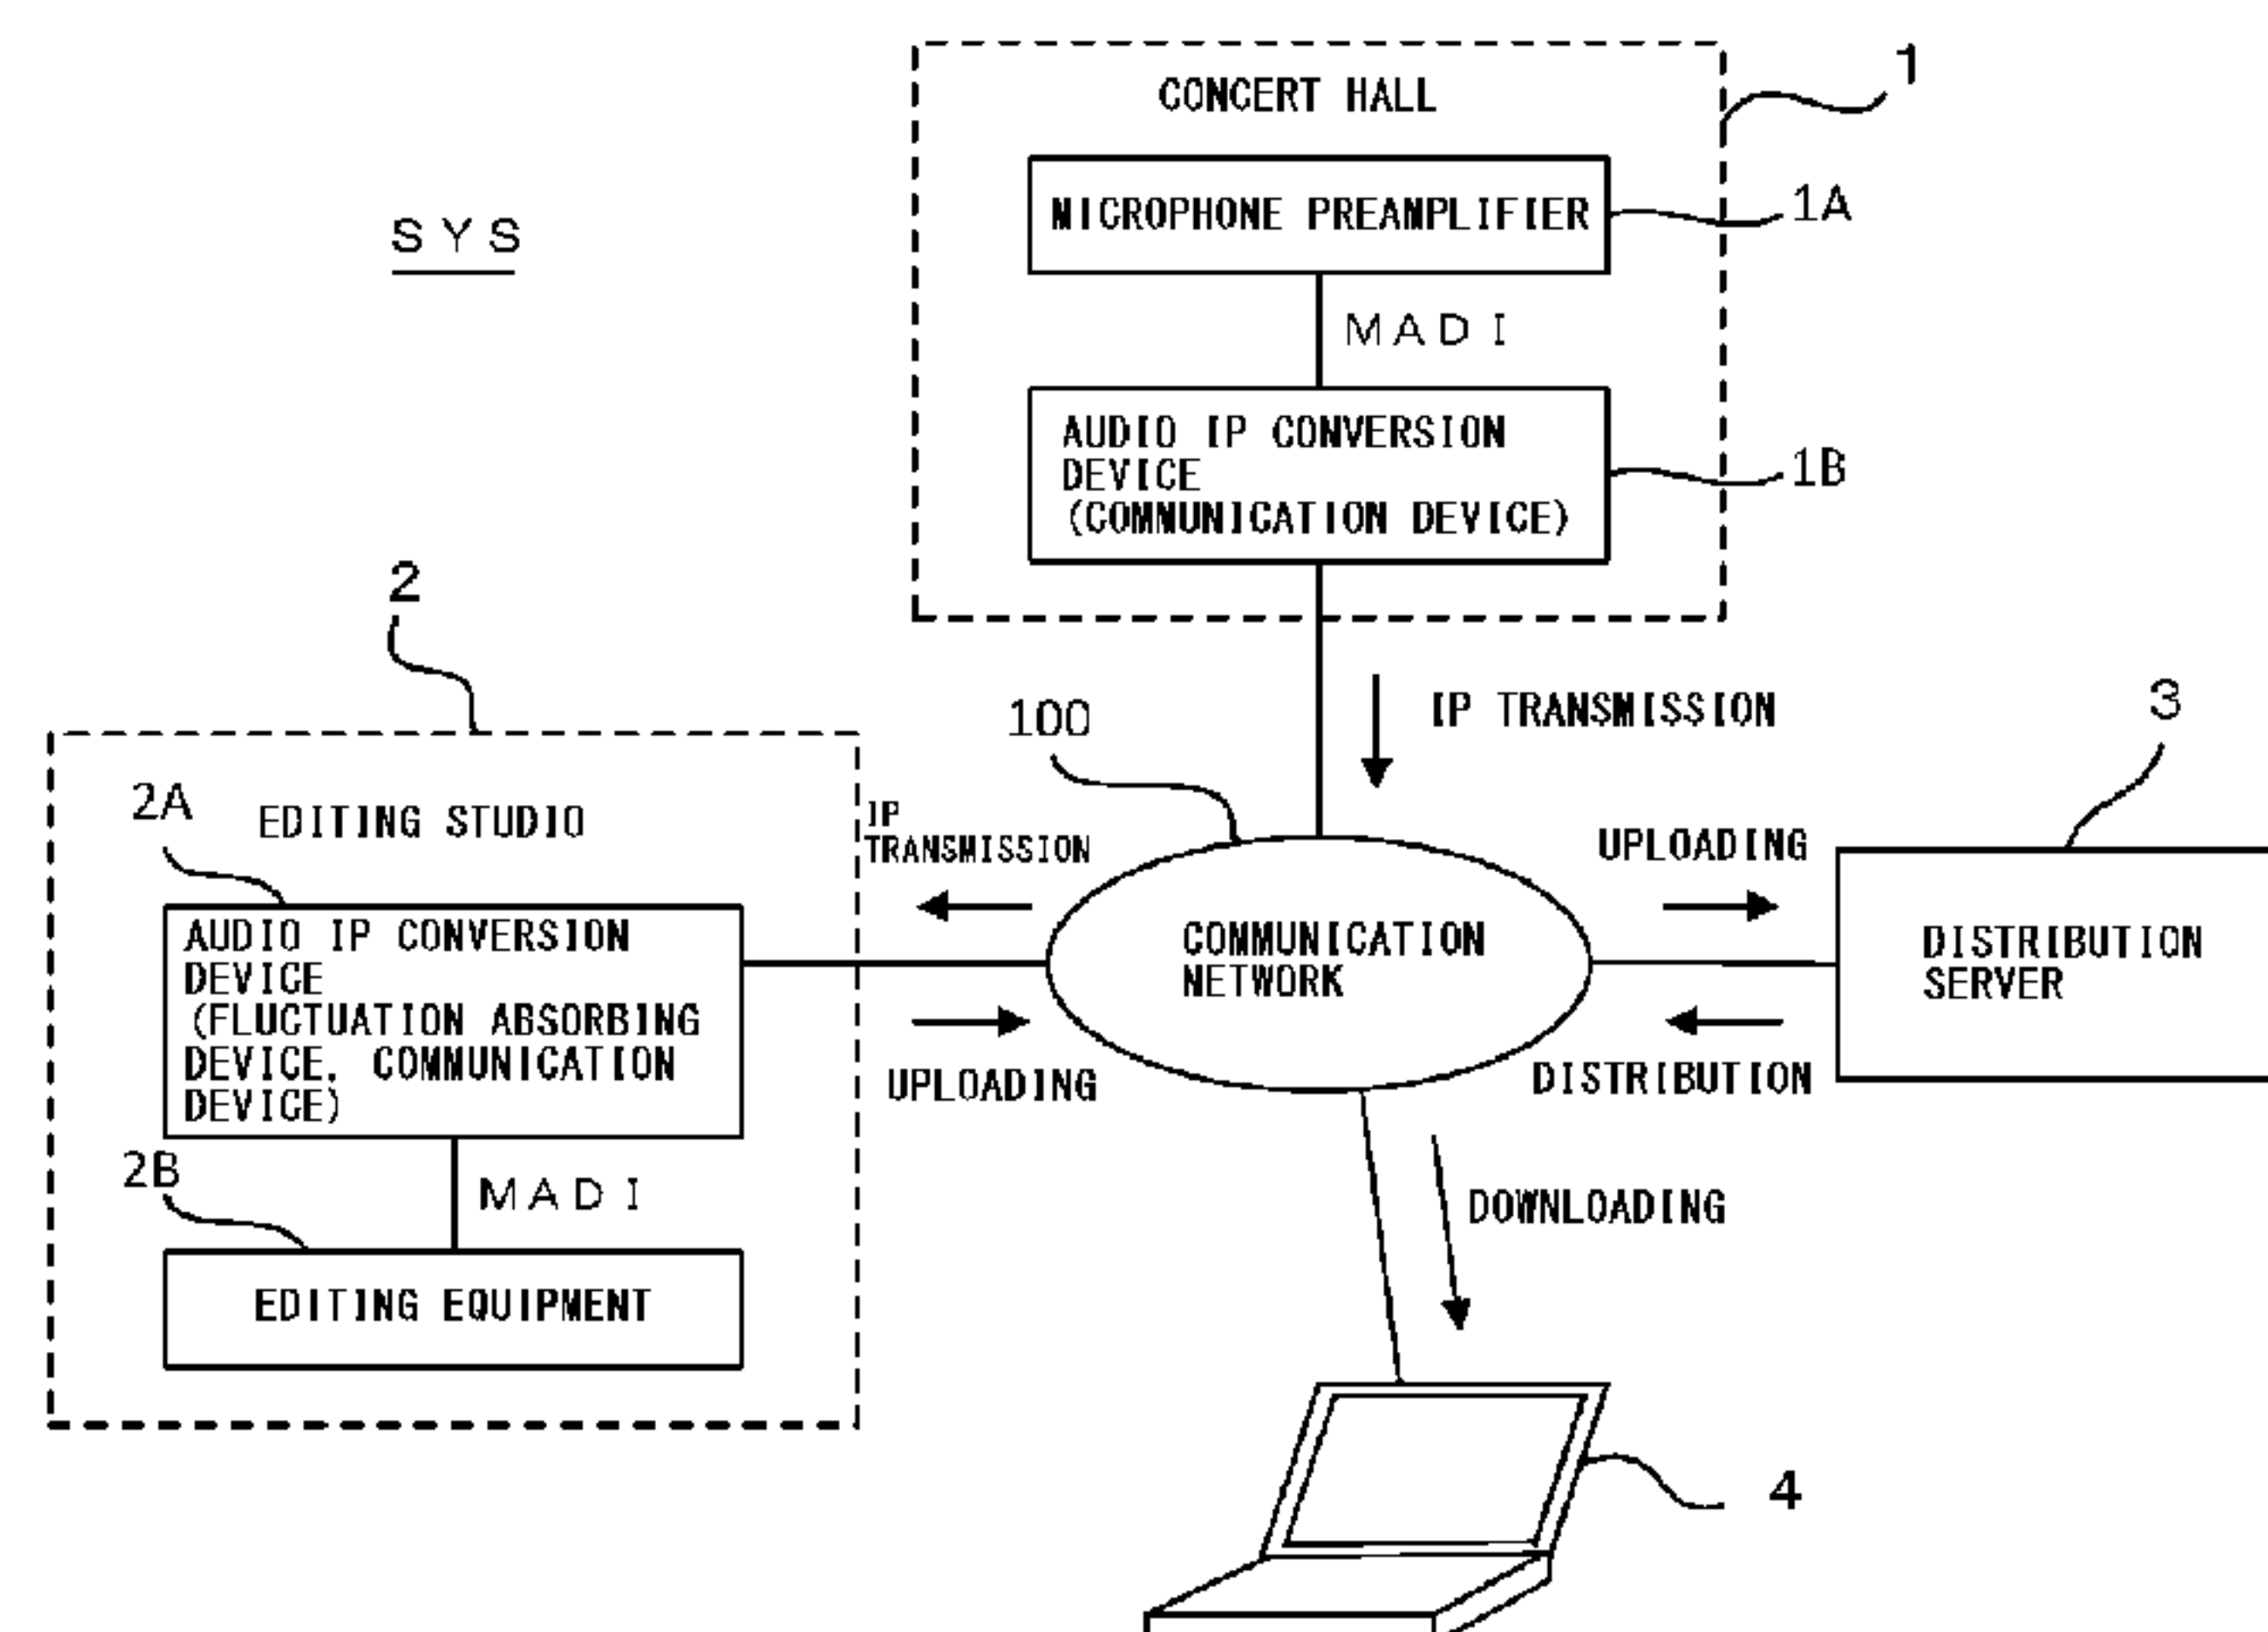 CONCERT HALL
1
MICROPHONE PREAMPLIFIER
1A
SYS
MADI
AUDIO IP CONVERSION
DEVICE
(COMMUNICATION DEVICE)
1B
2
100
IP TRANSMISSION
3
2A
EDITING STUDIO
IP
TRANSMISSION
UPLOADING
AUDIO IP CONVERSION
DEVICE
(FLUCTUATION ABSORBING
DEVICE, COMMUNICATION
DEVICE)
COMMUNICATION
NETWORK
DISTRIBUTION
SERVER
UPLOADING
DISTRIBUTION
2B
MADI
DOWNLOADING
EDITING EQUIPMENT
4